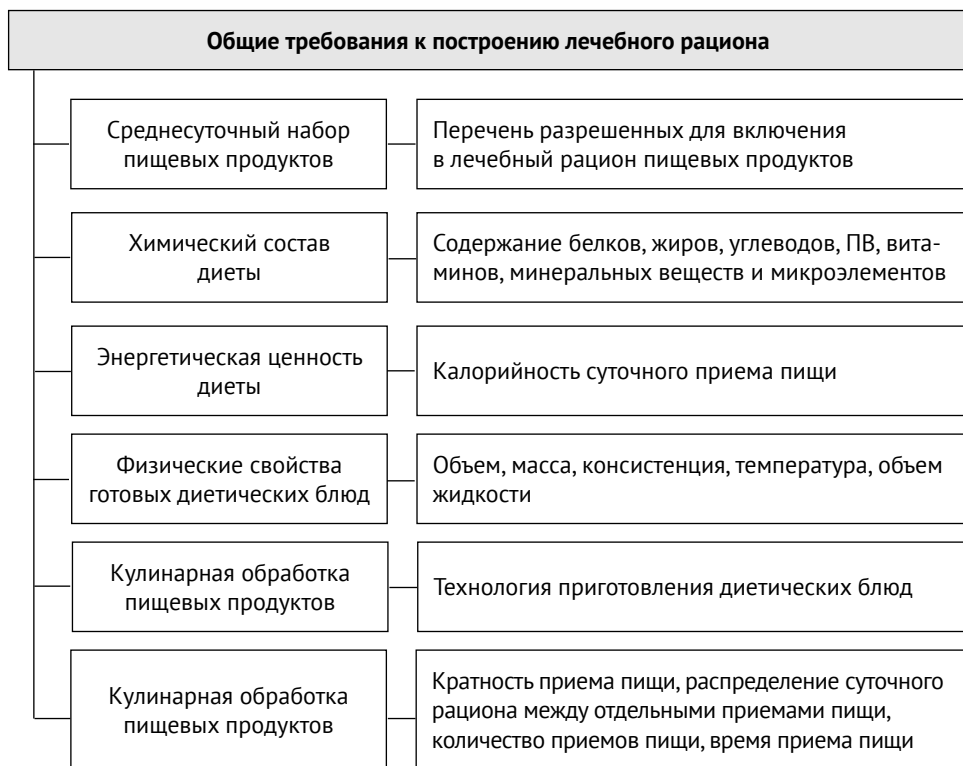 Общие требования к построению лечебного рациона
Среднесуточный набор
пищевых продуктов
Перечень разрешенных для включения
в лечебный рацион пищевых продуктов
Химический состав
диеты
Содержание белков, жиров, углеводов, ПВ, вита-
минов, минеральных веществ и микроэлементов
Энергетическая ценность
диеты
Калорийность суточного приема пищи
Физические свойства
готовых диетических блюд
Объем, масса, консистенция, температура, объем
жидкости
Кулинарная обработка
пищевых продуктов
Технология приготовления диетических блюд
Кулинарная обработка
пищевых продуктов
Кратность приема пищи, распределение суточного
рациона между отдельными приемами пищи,
количество приемов пищи, время приема пищи